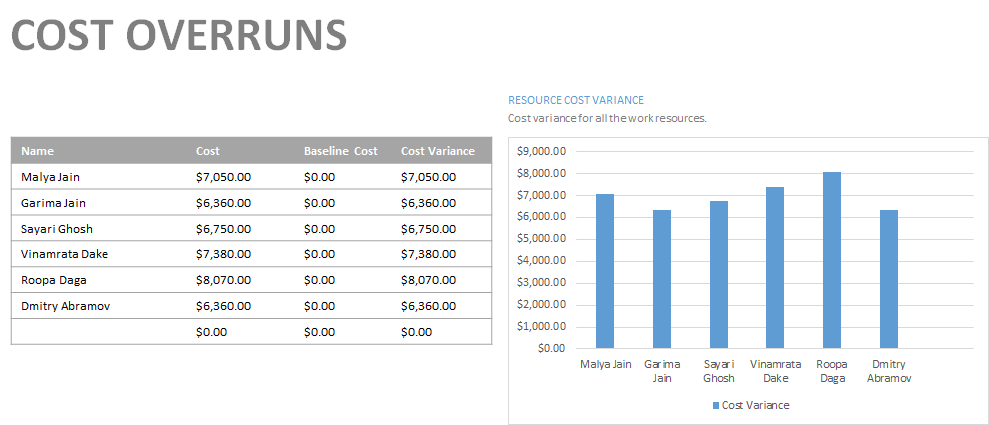 COST OVERRUNS
RESOURCE COST VARIANCE
Cost variance for all the work resources.
Name Cost Baseline Cost Cost Variance
Malya Jain $7,050.00 $0.00 $7,050.00
Garima Jain $6,360.00 $0.00 $6,360.00
Sayari Ghosh $6,750.00 $0.00 $6,750.00
Vinamrata Dake $7,380.00 $0.00 $7,380.00
Roopa Daga $8,070.00 $0.00 $8,070.00
Dmitry Abramov $6,360.00 $0.00 $6,360.00
$0.00 $0.00 $0.00
$9,000.00
$8,000.00
$7,000.00
$6,000.00
$5,000.00
$4,000.00
$3,000.00
$2,000.00
$1,000.00
$0.00
Malya Jain Garima Sayari Vinamrata Roopa Dmitry
Jain Ghosh Dake Daga Abramov
Cost Variance